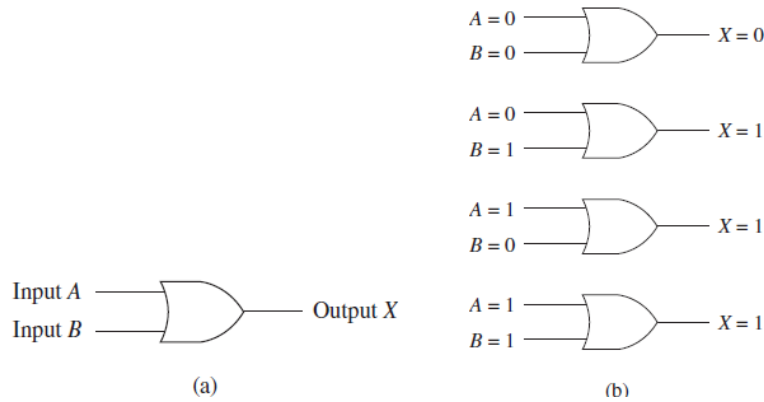 Input A
Input B
Output X
(a)
A = 0
B = 0
X = 0
A = 0
B = 1
X = 1
A = 1
B = 0
X = 1
A = 1
B = 1
X = 1
(b)